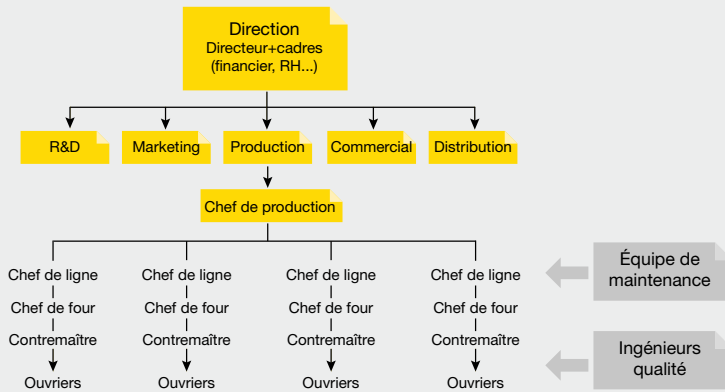 Direction
Directeur+cadres
(financier, RH...)
R&D
Marketing
Production
Commercial
Distribution
Chef de production
Chef de ligne
Chef de ligne
Chef de ligne
Chef de ligne
Équipe de
maintenance
Chef de four
Chef de four
Chef de four
Chef de four
Contremaître
Contremaître
Contremaître
Contremaître
Ingénieurs
qualité
Ouvriers
Ouvriers
Ouvriers
Ouvriers